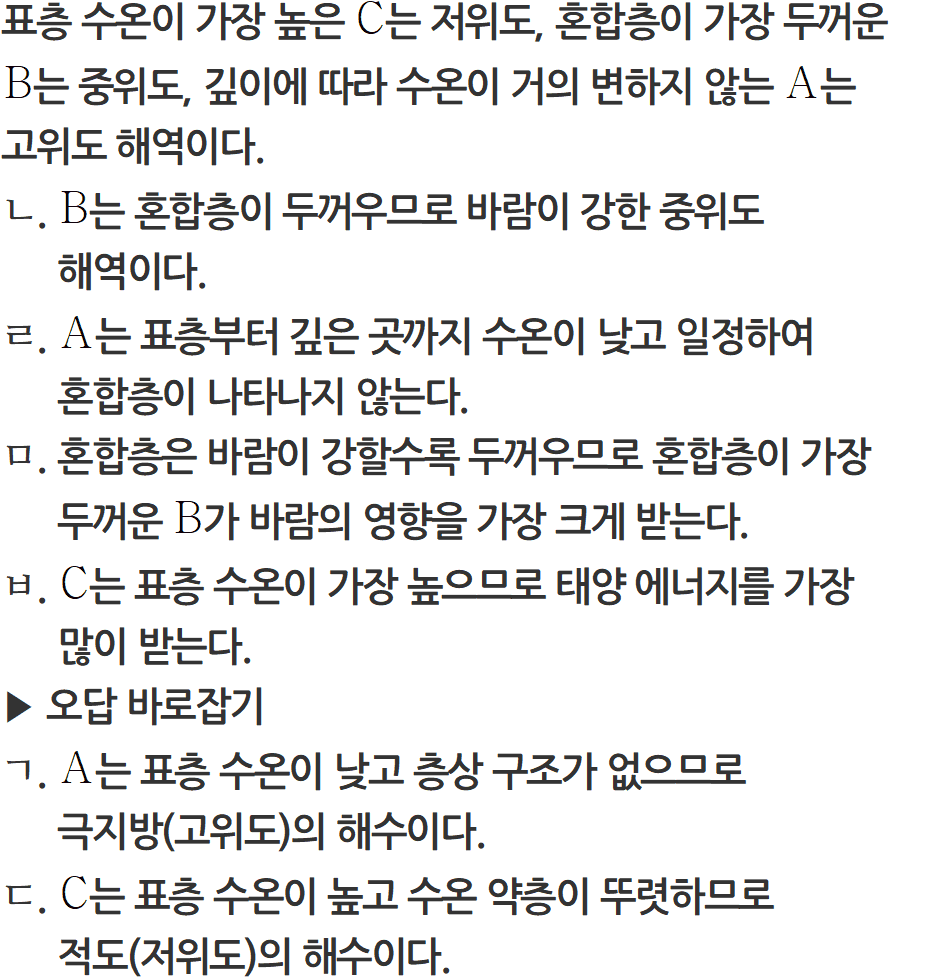 표층 수온이 가장 높은 C는 저위도, 혼합층이 가장 두꺼운
B는 중위도, 깊이에 따라 수온이 거의 변하지 않는 A는
고위도 해역이다.
ㄴ. B는 혼합층이 두꺼우므로 바람이 강한 중위도
해역이다.
ㄹ. A는 표층부터 깊은 곳까지 수온이 낮고 일정하여
혼합층이 나타나지 않는다.
ㅁ. 혼합층은 바람이 강할수록 두꺼우므로 혼합층이 가장
두꺼운 B가 바람의 영향을 가장 크게 받는다.
ㅂ. C는 표층 수온이 가장 높으므로 태양 에너지를 가장
많이 받는다.
▶ 오답 바로잡기
ㄱ. A는 표층 수온이 낮고 층상 구조가 없으므로
극지방(고위도)의 해수이다.
ㄷ. C는 표층 수온이 높고 수온 약층이 뚜렷하므로
적도(저위도)의 해수이다.